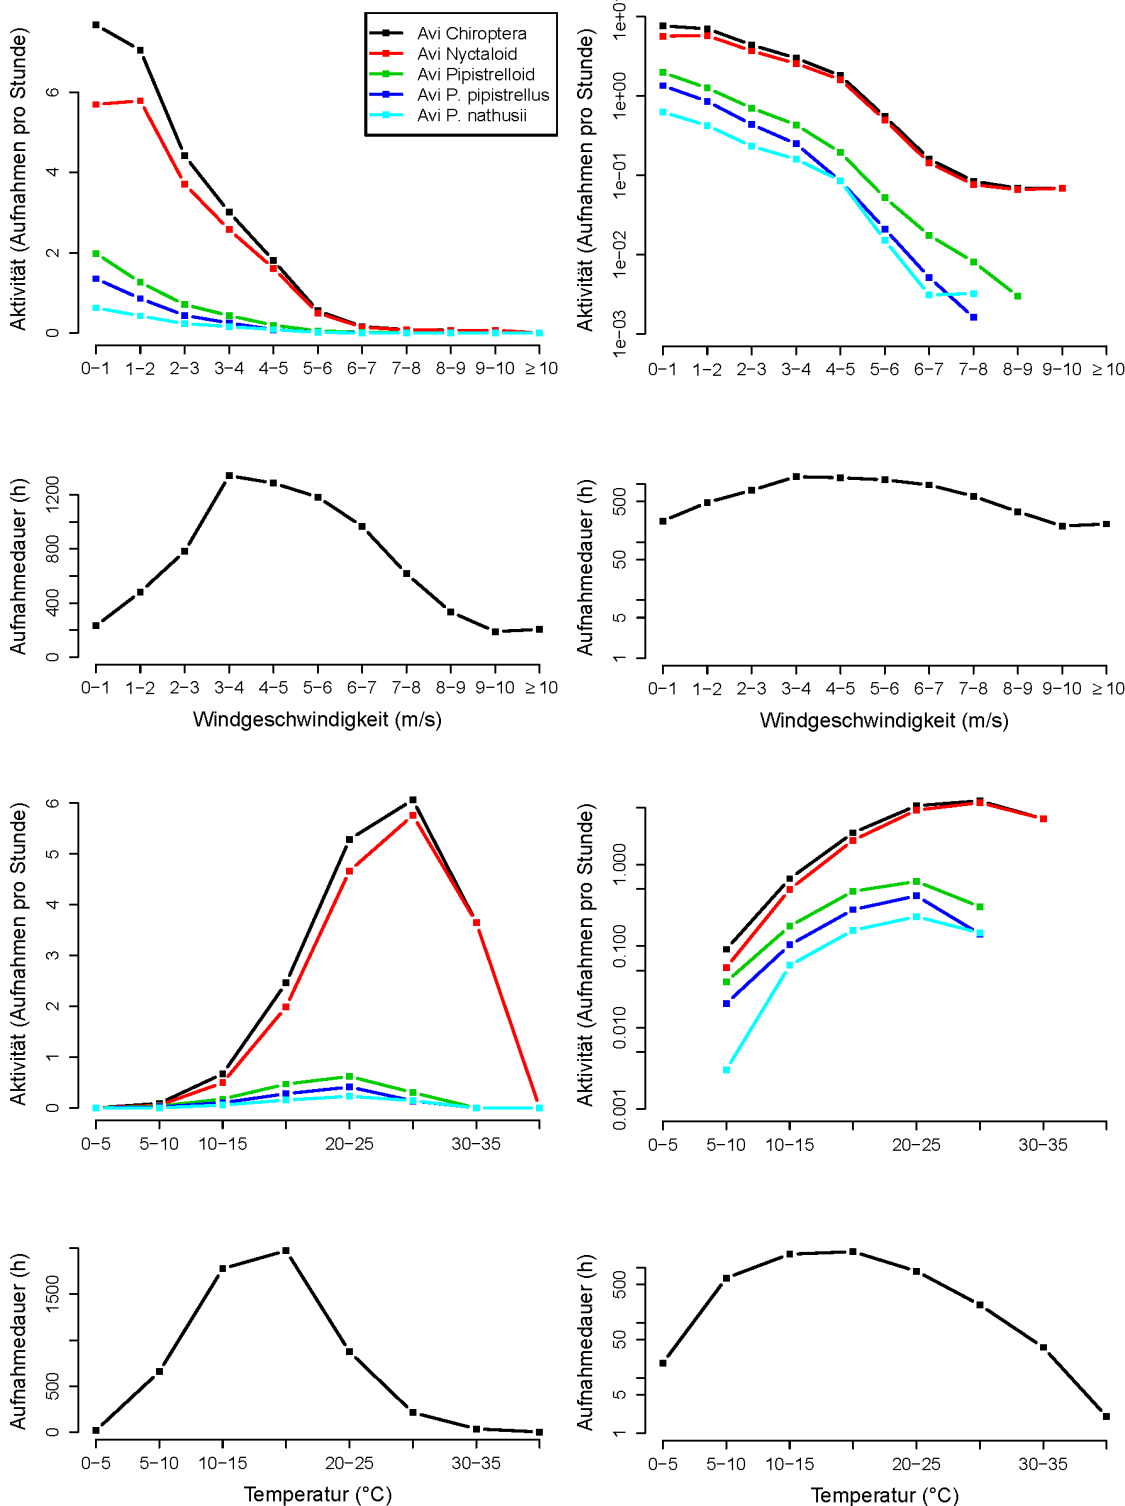 Aktivität (Aufnahmen pro Stunde)
0
2
4
6
0−1 1−2 2−3 3−4 4−5 5−6 6−7 7−8 8−9 9−10 ≥ 10
Avi Chiroptera
Avi Nyctaloid
Avi Pipistrelloid
Avi P. pipistrellus
Avi P. nathusii
Aktivität (Aufnahmen pro Stunde)
1e−03
1e−02
1e−01
1e+00
0−1 1−2 2−3 3−4 4−5 5−6 6−7 7−8 8−9 9−10 ≥ 10
Aufnahmedauer (h)
0
400
800
1200
0−1 1−2 2−3 3−4 4−5 5−6 6−7 7−8 8−9 9−10 ≥ 10
Windgeschwindigkeit (m/s)
Aufnahmedauer (h)
1
5
50
500
0−1 1−2 2−3 3−4 4−5 5−6 6−7 7−8 8−9 9−10 ≥ 10
Windgeschwindigkeit (m/s)
Aktivität (Aufnahmen pro Stunde)
0
1
2
3
4
5
6
0−5 5−10 10−15 20−25 30−35
Aktivität (Aufnahmen pro Stunde)
0.001
0.010
0.100
1.000
0−5 5−10 10−15 20−25 30−35
Aufnahmedauer (h)
0
500
1500
0−5 5−10 10−15 20−25 30−35
Temperatur (°C)
Aufnahmedauer (h)
1
5
50
500
0−5 5−10 10−15 20−25 30−35
Temperatur (°C)